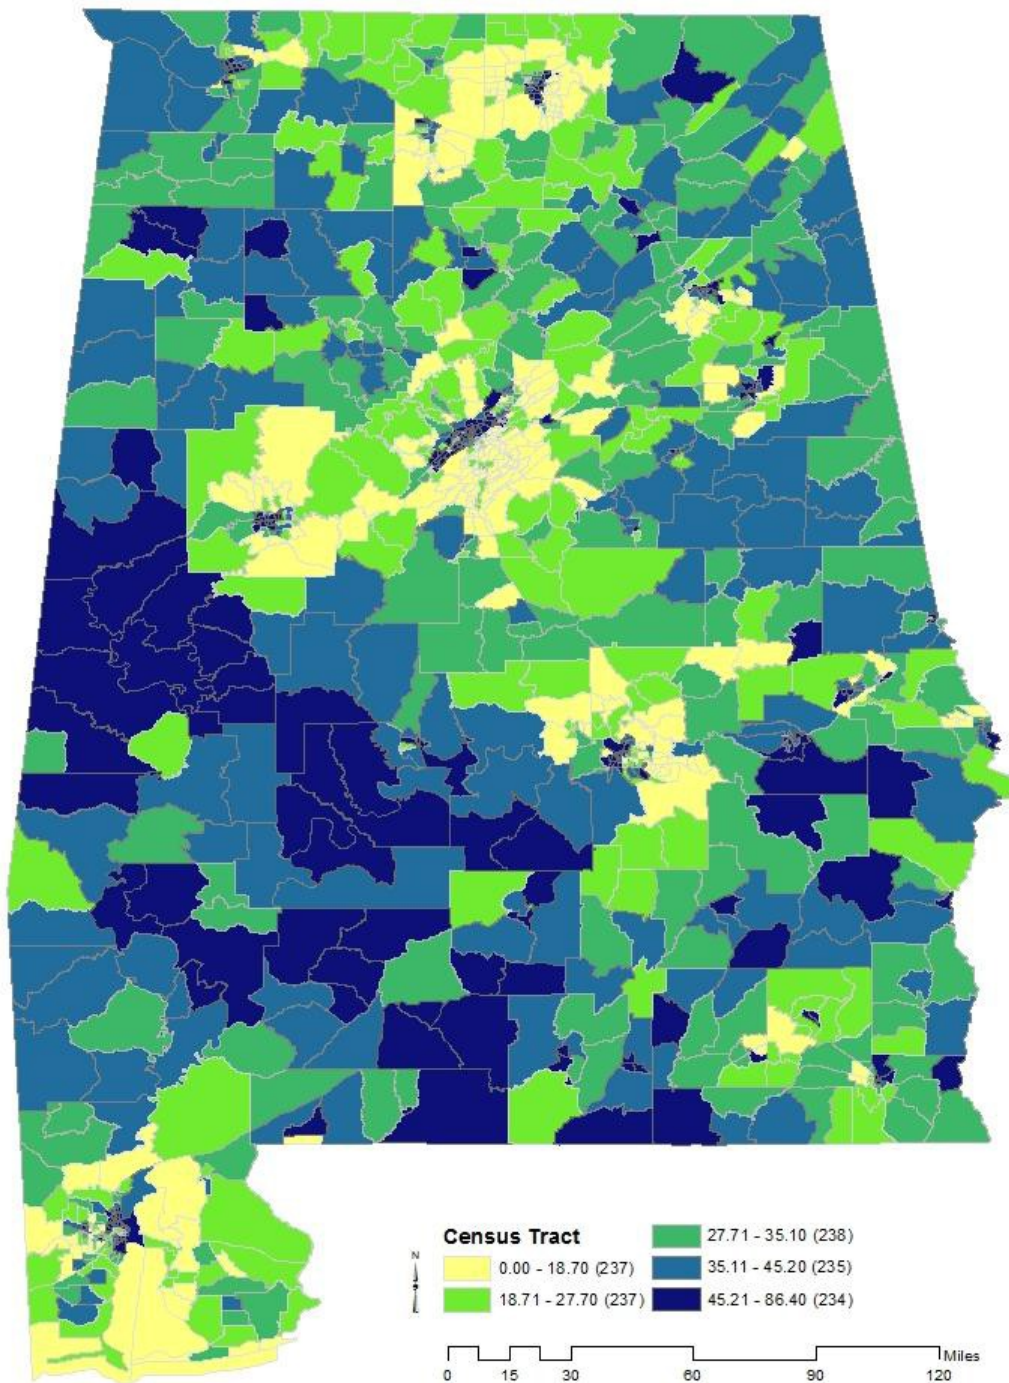 Census Tract
0.00 - 18.70 (237)
18.71 - 27.70 (237)
27.71 - 35.10 (238)
35.11 - 45.20 (235)
45.21 - 86.40 (234)
N
Miles
0 15 30 60 90 120